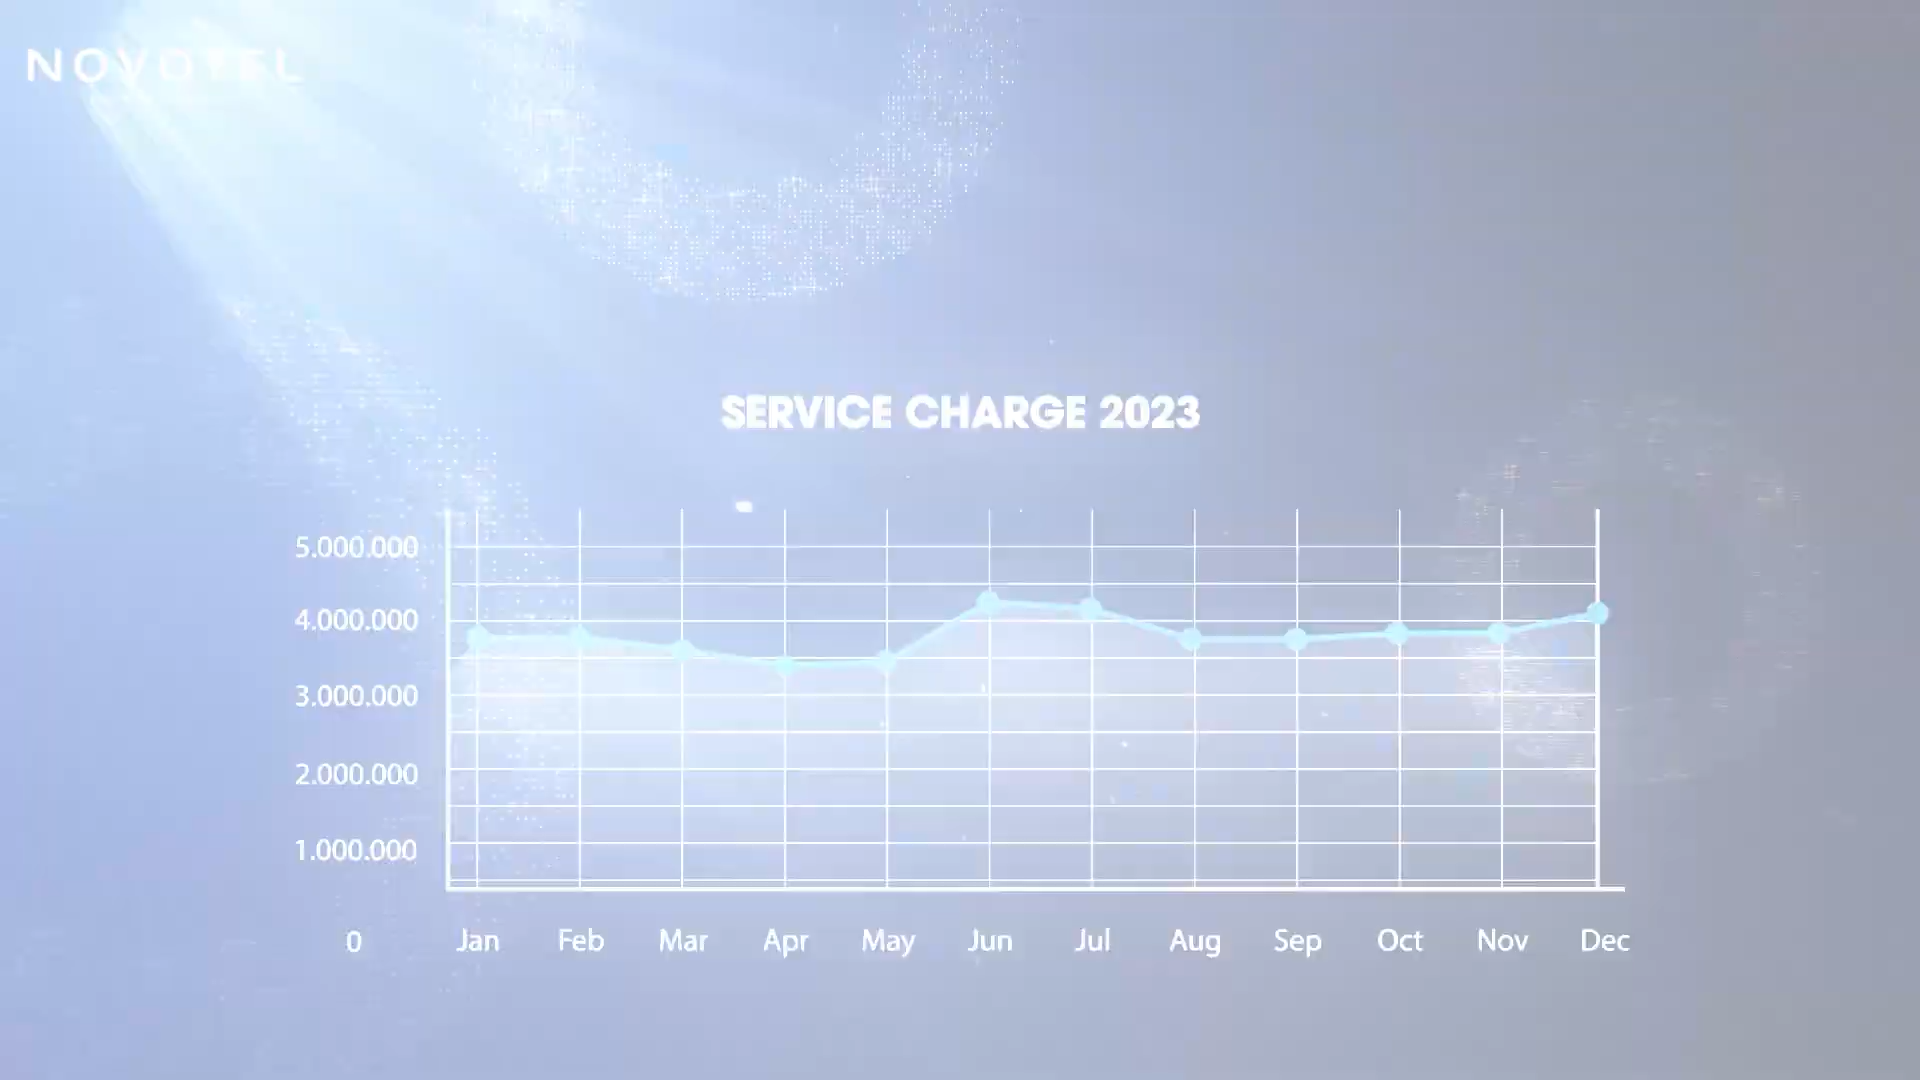 NOVOTEL
SERVICE CHARGE 2023
5.000.000
4.000.000
3.000.000
2.000.000
1.000.000
0 Jan Feb Mar Apr May Jun Jul Aug Sep Oct Nov Dec